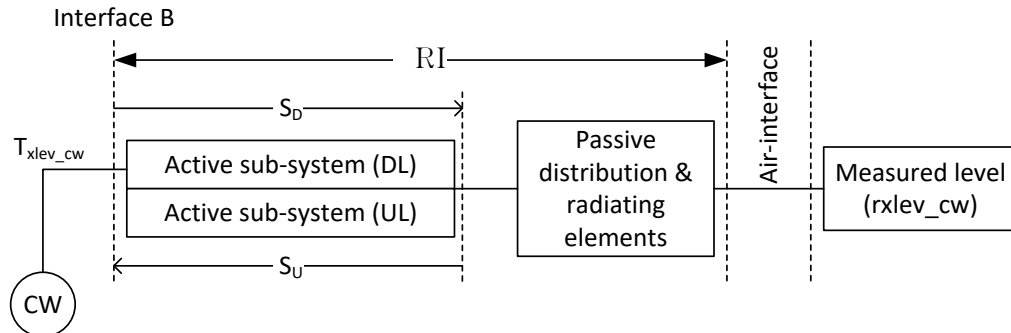 Interface B
RI
S_D
T_xlev_cw
Active sub-system (DL)
Active sub-system (UL)
S_U
CW
Passive
distribution &
radiating
elements
Air-interface
Measured level
(rxlev_cw)